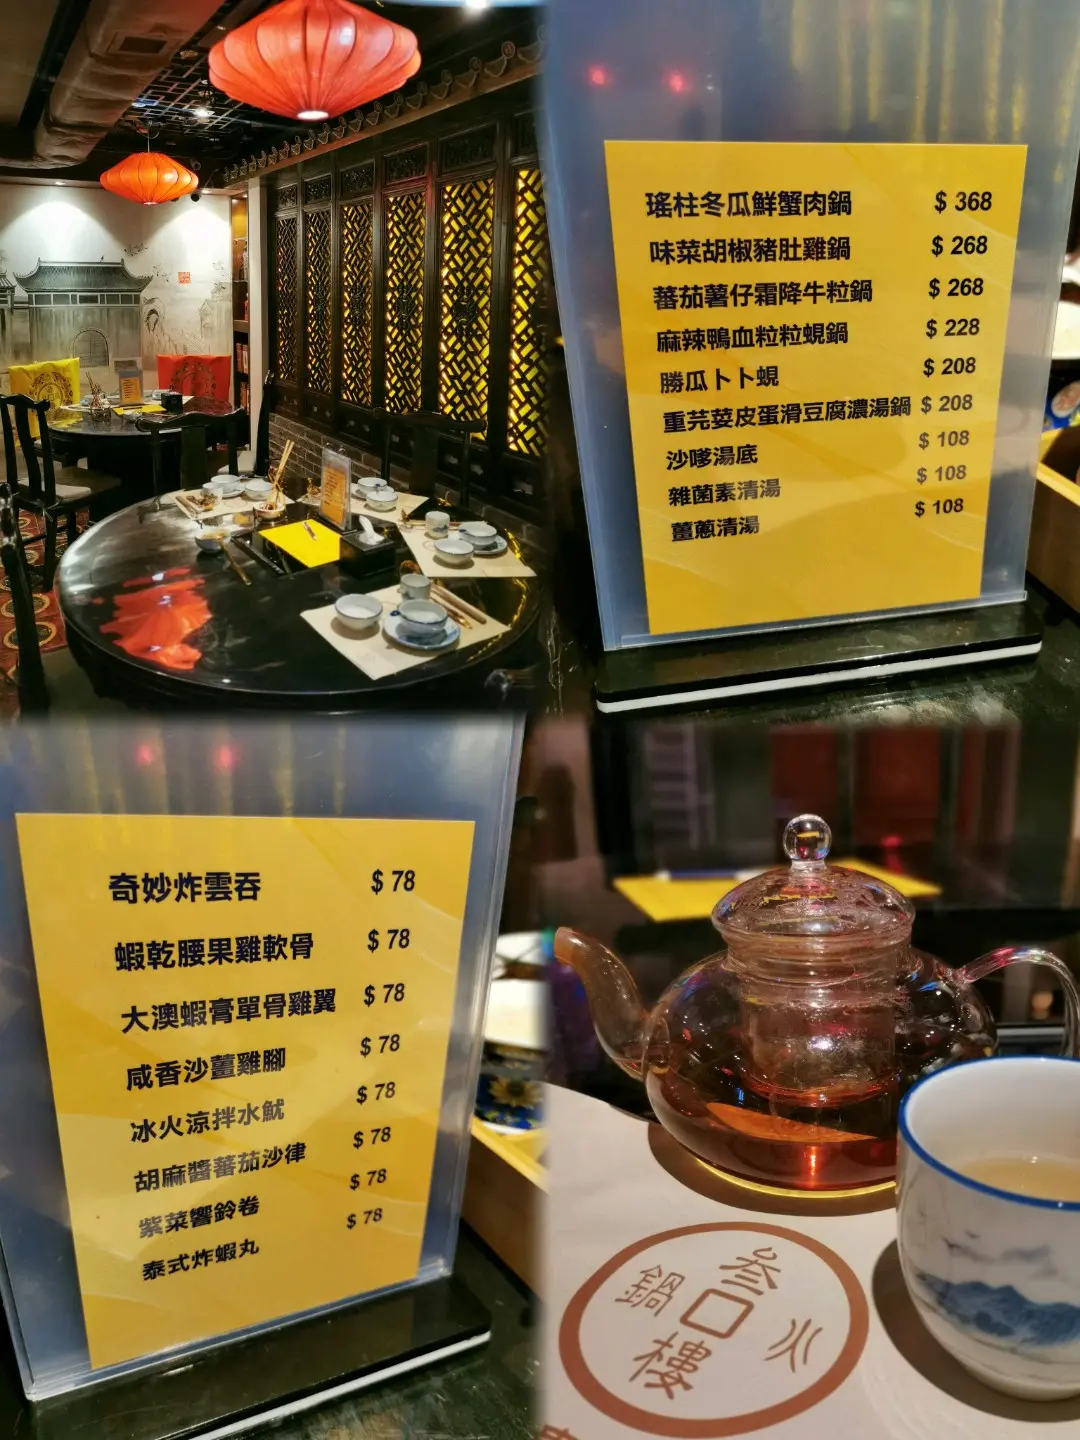 瑤柱冬瓜鮮蟹肉鍋 $ 368
味菜胡椒豬肚雞鍋 $ 268
蕃茄薯仔霜降牛粒鍋 $ 268
麻辣鴨血粒粒蜆鍋 $ 228
勝瓜卜卜蜆 $ 208
重芫荽皮蛋滑豆腐濃湯鍋 $ 208
沙嗲湯底 $ 108
雜菌素清湯 $ 108
薑蔥清湯 $ 108
奇妙炸雲吞 $ 78
蝦乾腰果雞軟骨 $ 78
大澳蝦膏單骨雞翼 $ 78
咸香沙薑雞腳 $ 78
冰火涼拌水魷 $ 78
胡麻醬蕃茄沙律 $ 78
紫菜響鈴卷 $ 78
泰式炸蝦丸 $ 78
叁口
火鍋樓